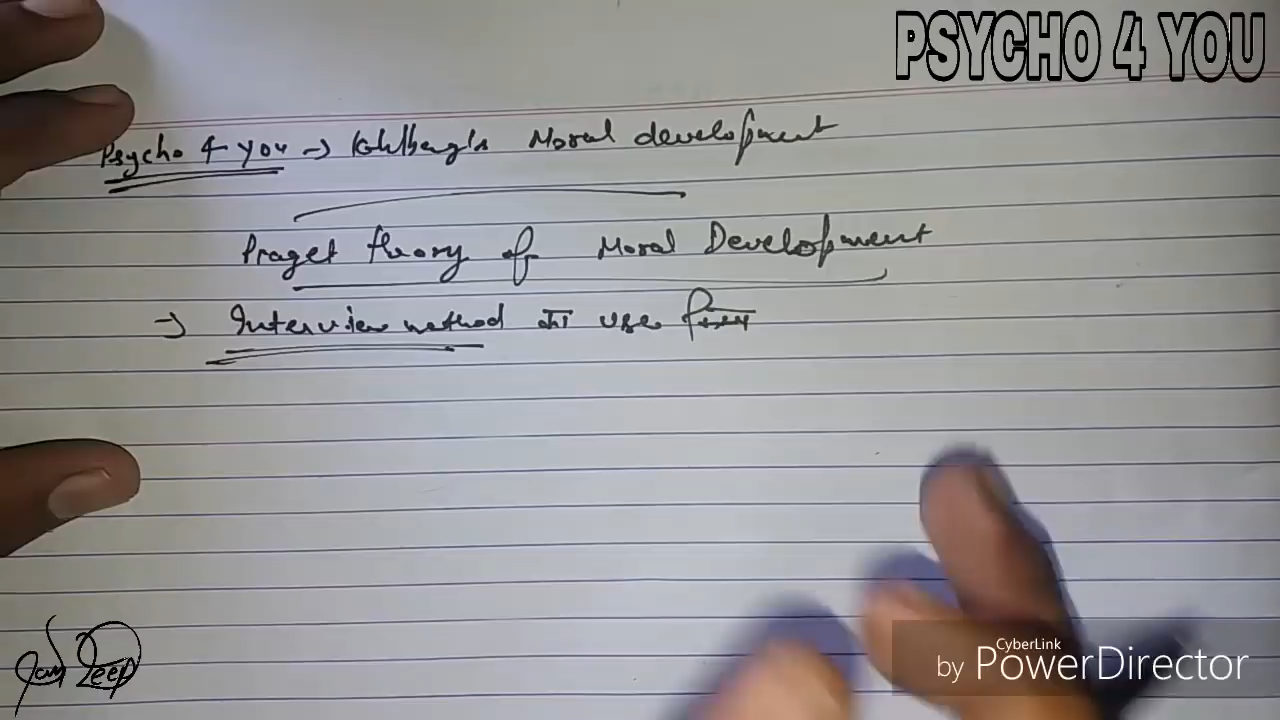 PSYCHO 4 YOU
Psycho 4 you → Kohlberg's Moral development
Piaget theory of Moral Development
→ Interview method का use किया
CyberLink
by PowerDirector